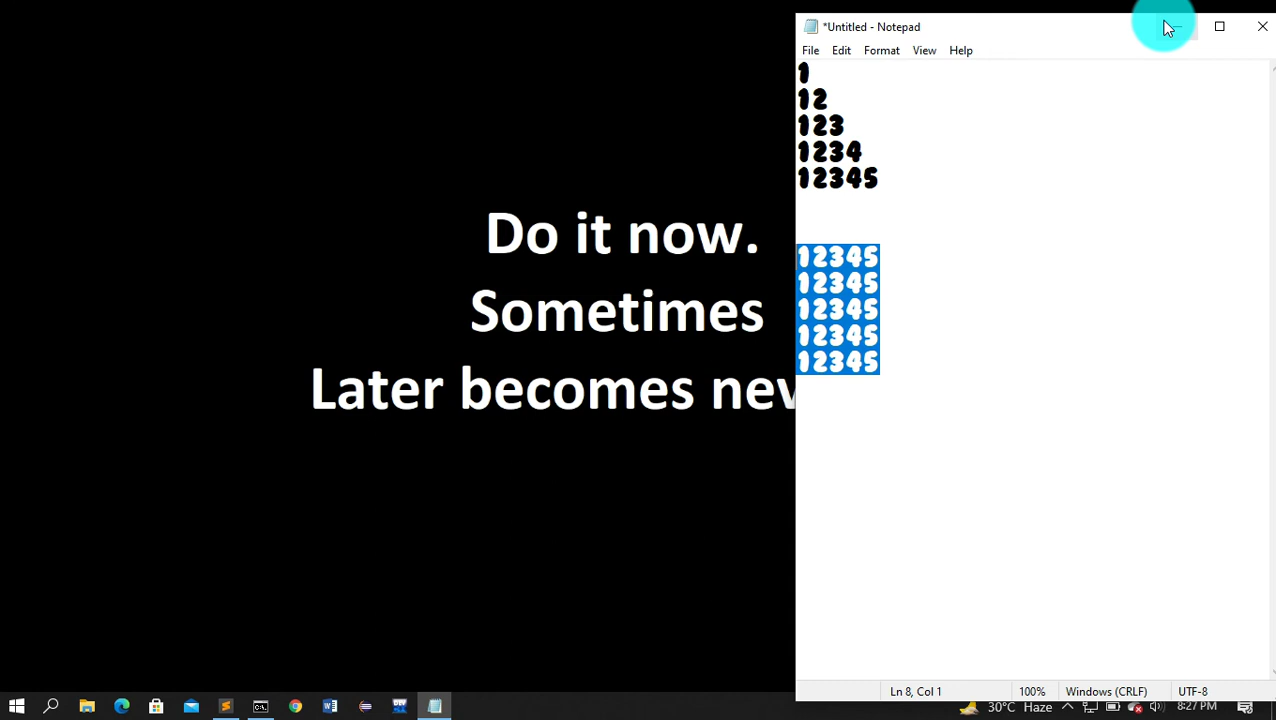 *Untitled - Notepad
File Edit Format View Help
1
12
123
1234
12345
12345
12345
12345
12345
12345
Do it now.
Sometimes
Later becomes nev
Ln 8, Col 1 100% Windows (CRLF) UTF-8
30°C Haze 8:27 PM